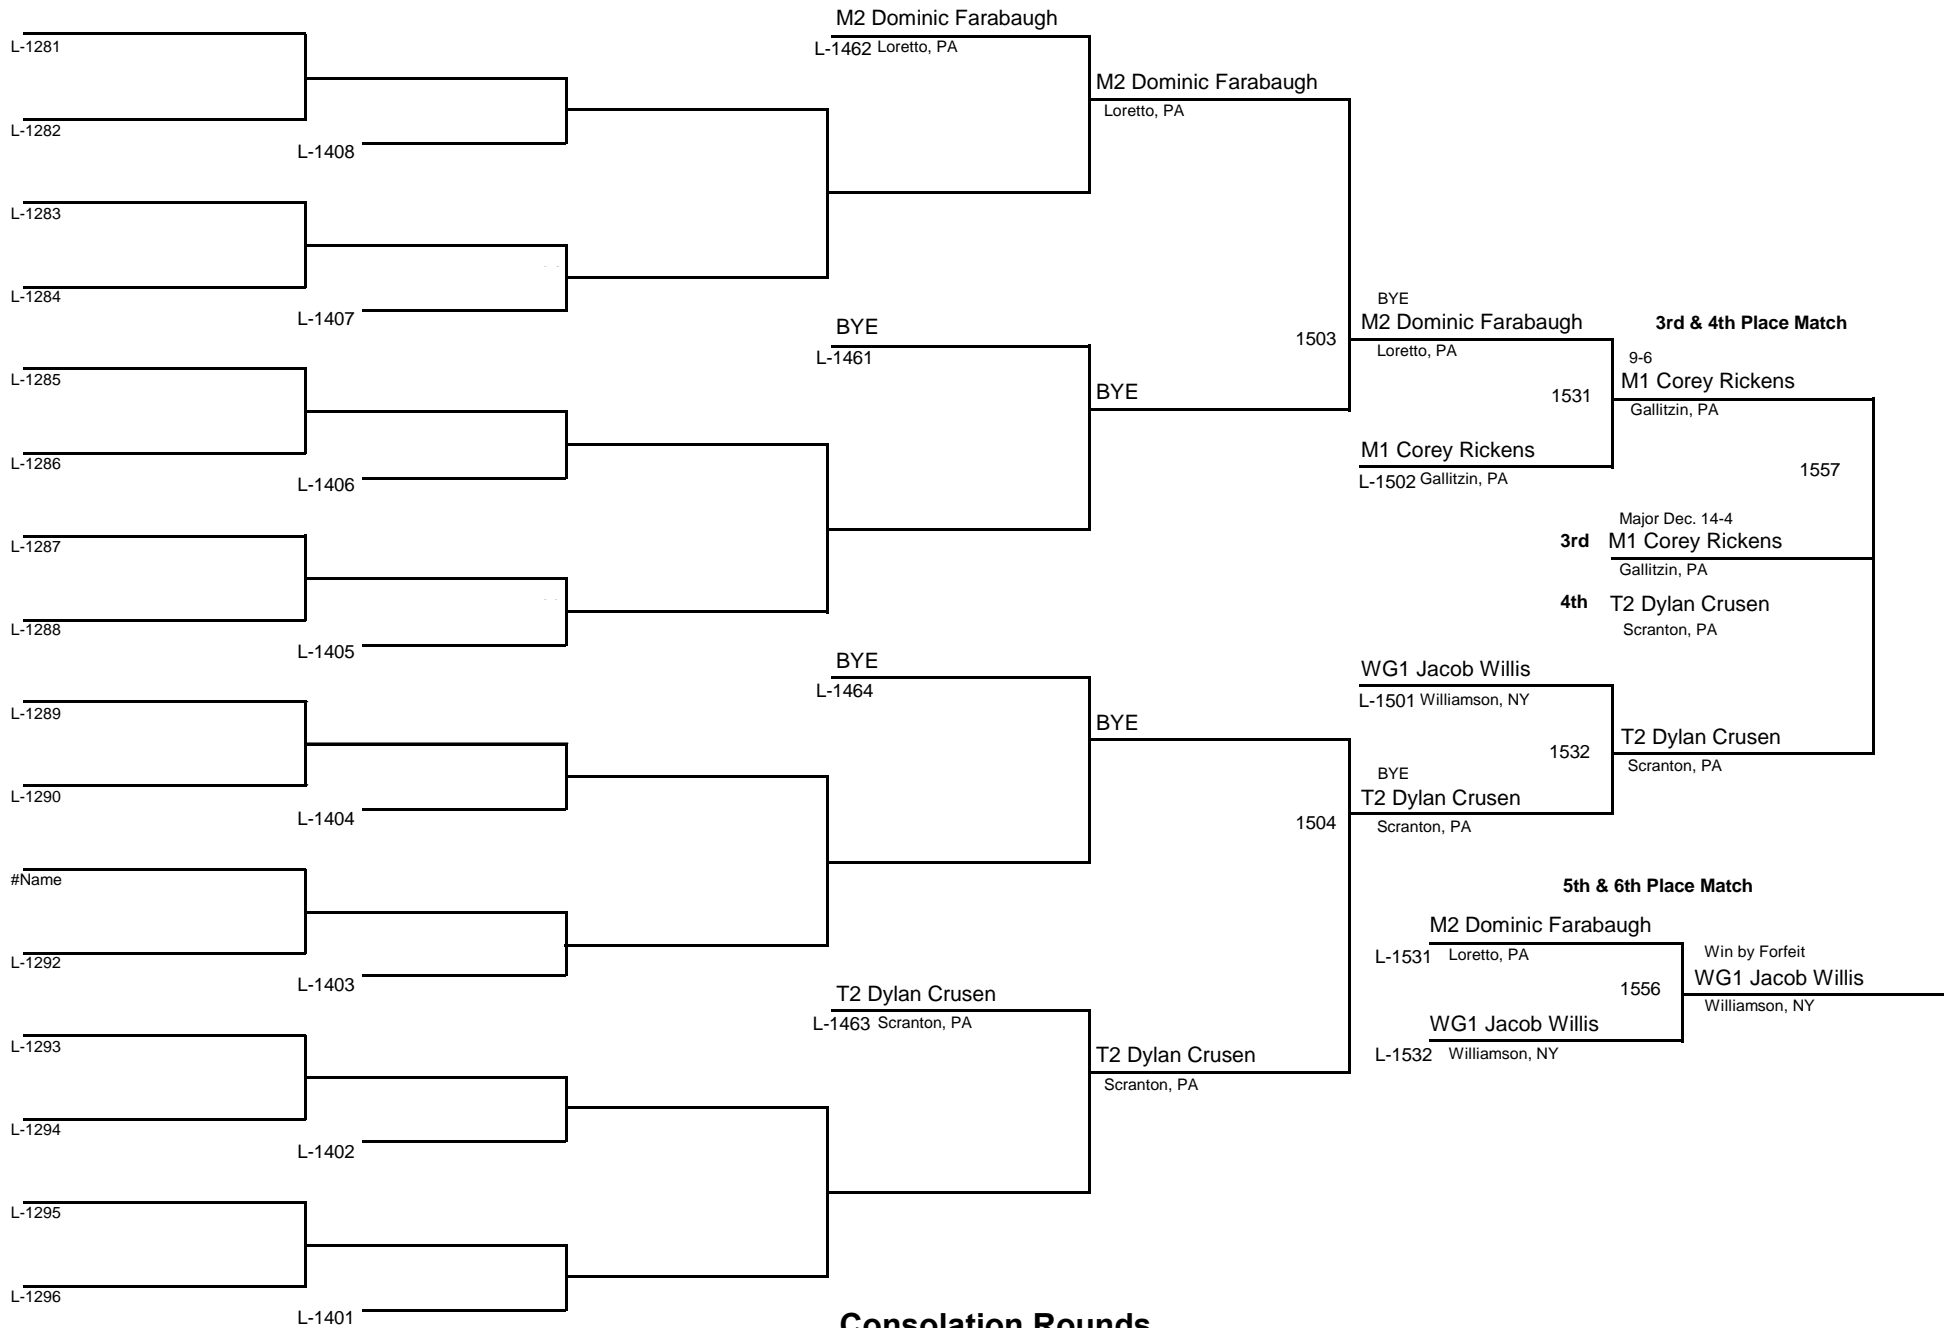 L-1281
L-1282
L-1408
L-1283
L-1284
L-1407
L-1285
L-1286
L-1406
L-1287
L-1288
L-1405
L-1289
L-1290
L-1404
#Name
L-1292
L-1403
L-1293
L-1294
L-1402
L-1295
L-1296
L-1401
M2 Dominic Farabaugh
L-1462 Loretto, PA
BYE
L-1461
BYE
L-1464
T2 Dylan Crusen
L-1463 Scranton, PA
M2 Dominic Farabaugh
Loretto, PA
BYE
BYE
T2 Dylan Crusen
Scranton, PA
1503
1504
BYE
M2 Dominic Farabaugh
Loretto, PA
1531
M1 Corey Rickens
L-1502 Gallitzin, PA
WG1 Jacob Willis
L-1501 Williamson, NY
1532
BYE
T2 Dylan Crusen
Scranton, PA
3rd & 4th Place Match
9-6
M1 Corey Rickens
Gallitzin, PA
1557
Major Dec. 14-4
3rd M1 Corey Rickens
Gallitzin, PA
4th T2 Dylan Crusen
Scranton, PA
T2 Dylan Crusen
Scranton, PA
5th & 6th Place Match
M2 Dominic Farabaugh
L-1531 Loretto, PA
1556
WG1 Jacob Willis
L-1532 Williamson, NY
Win by Forfeit
WG1 Jacob Willis
Williamson, NY
Consolation Rounds